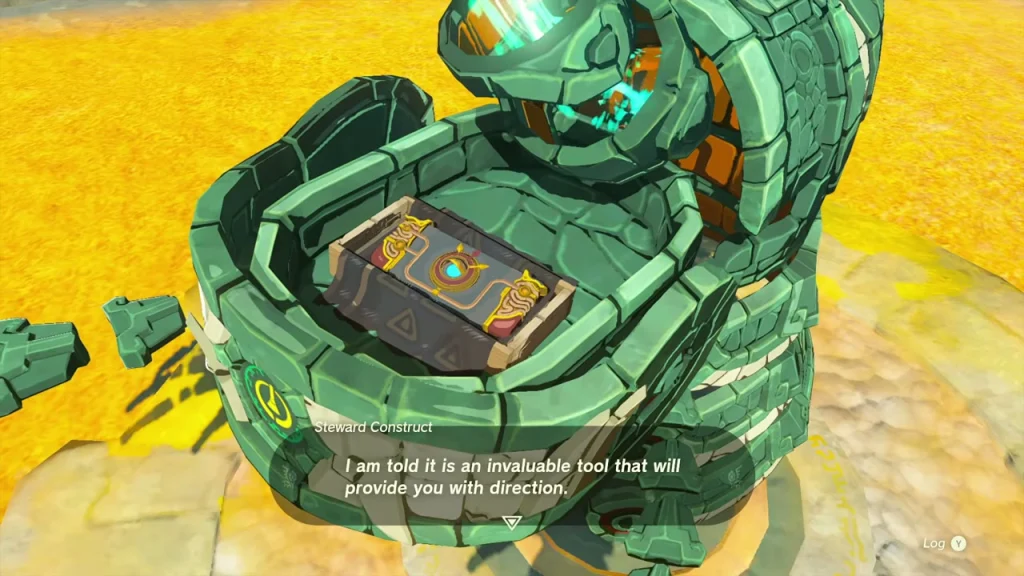 Steward Construct
I am told it is an invaluable tool that will
provide you with direction.
Log Y